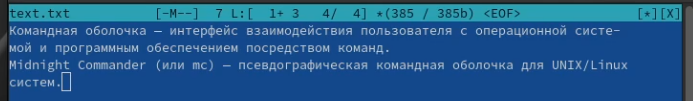 text.txt [-M--] 7 L:[ 1+ 3 4/ 4] *(385 / 385b) <EOF> [*][X]
Командная оболочка — интерфейс взаимодействия пользователя с операционной систе-
мой и программным обеспечением посредством команд.
Midnight Commander (или mc) — псевдографическая командная оболочка для UNIX/Linux
систем.